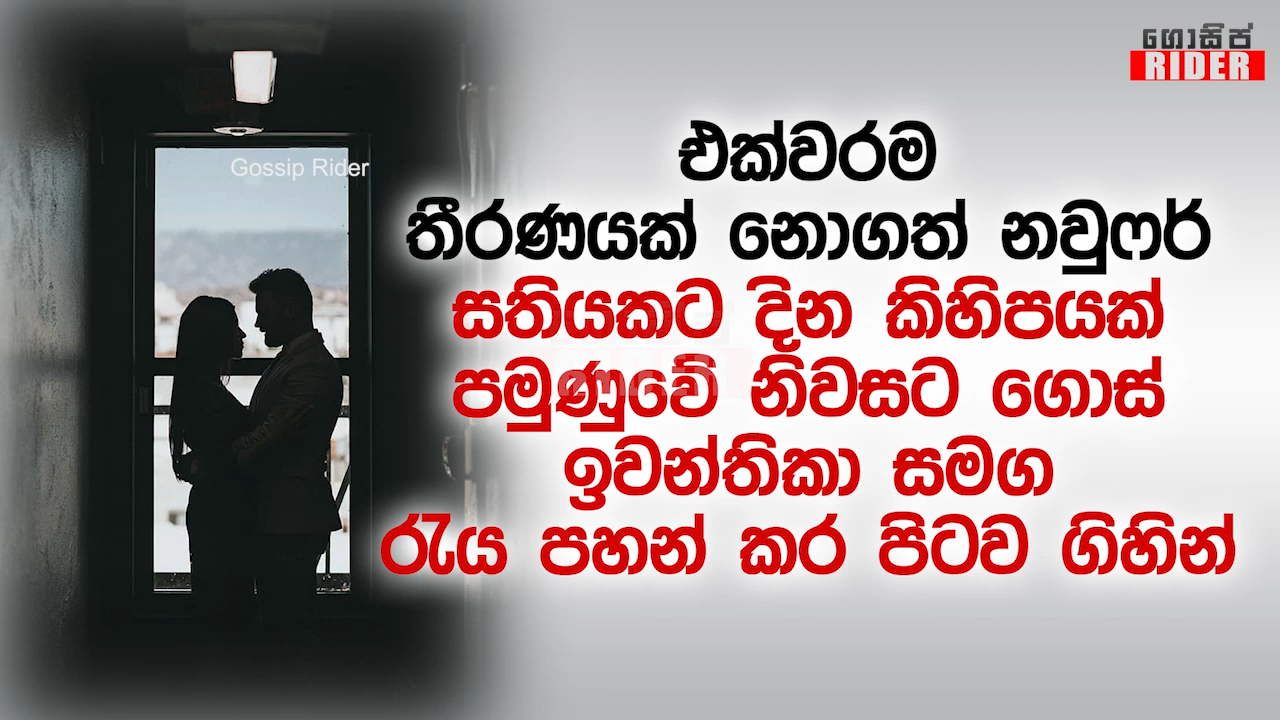 ගොසිප්
RIDER
Gossip Rider
එක්වරම
තීරණයක් නොගත් නවුෆර්
සතියකට දින කිහිපයක්
පමුණුවේ නිවසට ගොස්
ඉවන්තිකා සමග
රැය පහන් කර පිටව ගිහින්